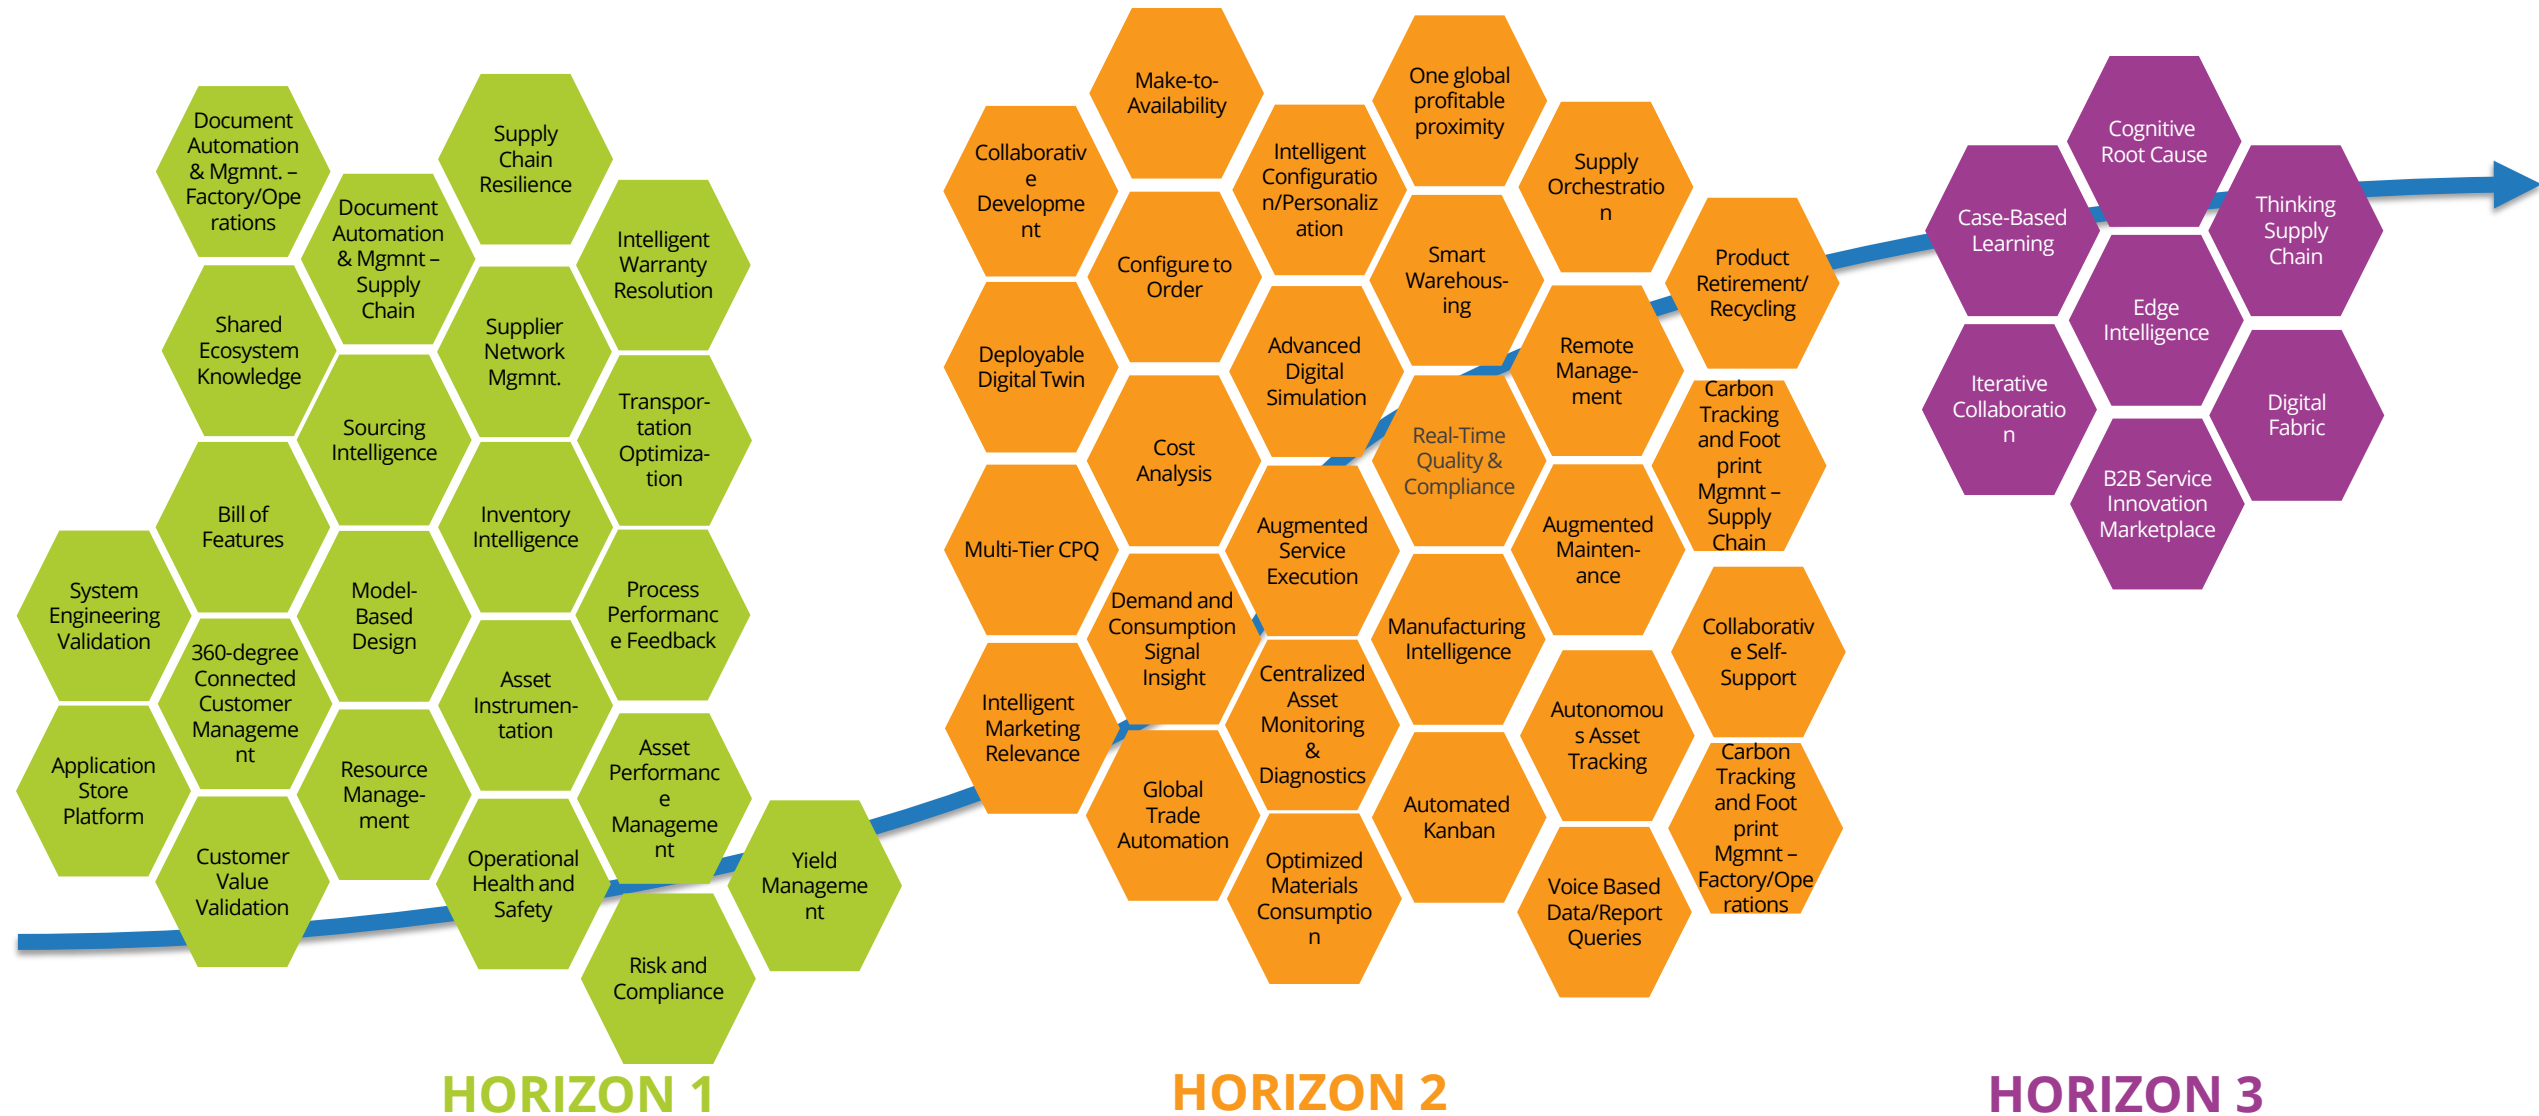 Document
Automation
& Mgmnt. –
Factory/Ope
rations
Supply
Chain
Resilience
Document
Automation
& Mgmnt –
Supply
Chain
Intelligent
Warranty
Resolution
Shared
Ecosystem
Knowledge
Supplier
Network
Mgmnt.
Sourcing
Intelligence
Transpor-
tation
Optimiza-
tion
Bill of
Features
Inventory
Intelligence
System
Engineering
Validation
Model-
Based
Design
Process
Performanc
e Feedback
360-degree
Connected
Customer
Manageme
nt
Asset
Instrumen-
tation
Application
Store
Platform
Resource
Manage-
ment
Asset
Performanc
e
Manageme
nt
Customer
Value
Validation
Operational
Health and
Safety
Yield
Manageme
nt
Risk and
Compliance
HORIZON 1
Make-to-
Availability
One global
profitable
proximity
Collaborativ
e
Developme
nt
Intelligent
Configuratio
n/Personaliz
ation
Supply
Orchestratio
n
Configure to
Order
Smart
Warehous-
ing
Product
Retirement/
Recycling
Deployable
Digital Twin
Advanced
Digital
Simulation
Remote
Manage-
ment
Cost
Analysis
Real-Time
Quality &
Compliance
Carbon
Tracking
and Foot
print
Mgmnt –
Supply
Chain
Multi-Tier CPQ
Augmented
Service
Execution
Augmented
Mainten-
ance
Demand and
Consumption
Signal
Insight
Manufacturing
Intelligence
Collaborativ
e Self-
Support
Intelligent
Marketing
Relevance
Centralized
Asset
Monitoring
&
Diagnostics
Autonomou
s Asset
Tracking
Global
Trade
Automation
Automated
Kanban
Carbon
Tracking
and Foot
print
Mgmnt –
Factory/Ope
rations
Optimized
Materials
Consumptio
n
Voice Based
Data/Report
Queries
HORIZON 2
Cognitive
Root Cause
Case-Based
Learning
Thinking
Supply
Chain
Edge
Intelligence
Iterative
Collaboratio
n
Digital
Fabric
B2B Service
Innovation
Marketplace
HORIZON 3